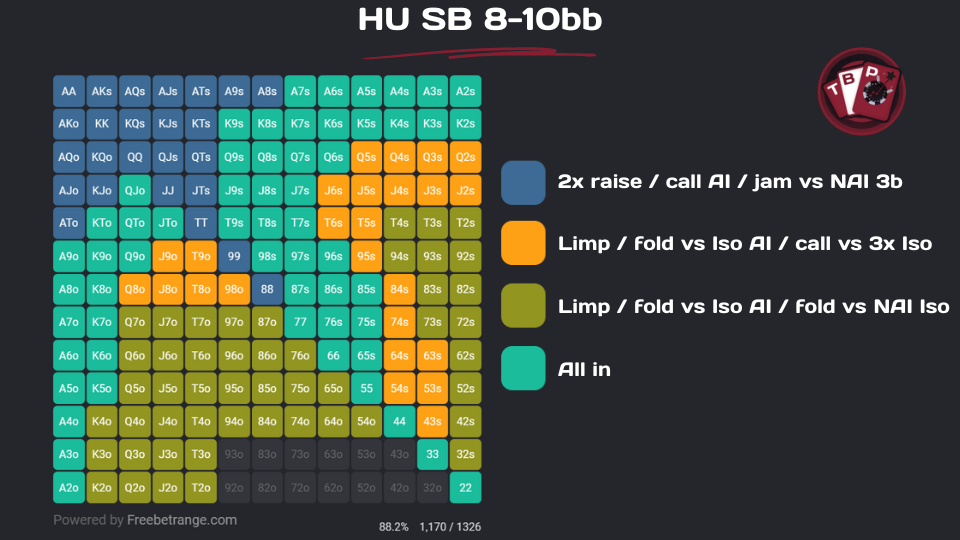 HU SB 8-10bb
T B P
AA AKs AQs AJs ATs A9s A8s A7s A6s A5s A4s A3s A2s
AKo KK KQs KJs KTs K9s K8s K7s K6s K5s K4s K3s K2s
AQo KQo QQ QJs QTs Q9s Q8s Q7s Q6s Q5s Q4s Q3s Q2s
AJo KJo QJo JJ JTs J9s J8s J7s J6s J5s J4s J3s J2s
ATo KTo QTo JTo TT T9s T8s T7s T6s T5s T4s T3s T2s
A9o K9o Q9o J9o T9o 99 98s 97s 96s 95s 94s 93s 92s
A8o K8o Q8o J8o T8o 98o 88 87s 86s 85s 84s 83s 82s
A7o K7o Q7o J7o T7o 97o 87o 77 76s 75s 74s 73s 72s
A6o K6o Q6o J6o T6o 96o 86o 76o 66 65s 64s 63s 62s
A5o K5o Q5o J5o T5o 95o 85o 75o 65o 55 54s 53s 52s
A4o K4o Q4o J4o T4o 94o 84o 74o 64o 54o 44 43s 42s
A3o K3o Q3o J3o T3o 93o 83o 73o 63o 53o 43o 33 32s
A2o K2o Q2o J2o T2o 92o 82o 72o 62o 52o 42o 32o 22
2x raise / call AI / jam vs NAI 3b
Limp / fold vs Iso AI / call vs 3x Iso
Limp / fold vs Iso AI / fold vs NAI Iso
All in
Powered by Freebetrange.com
88.2% 1,170 / 1326